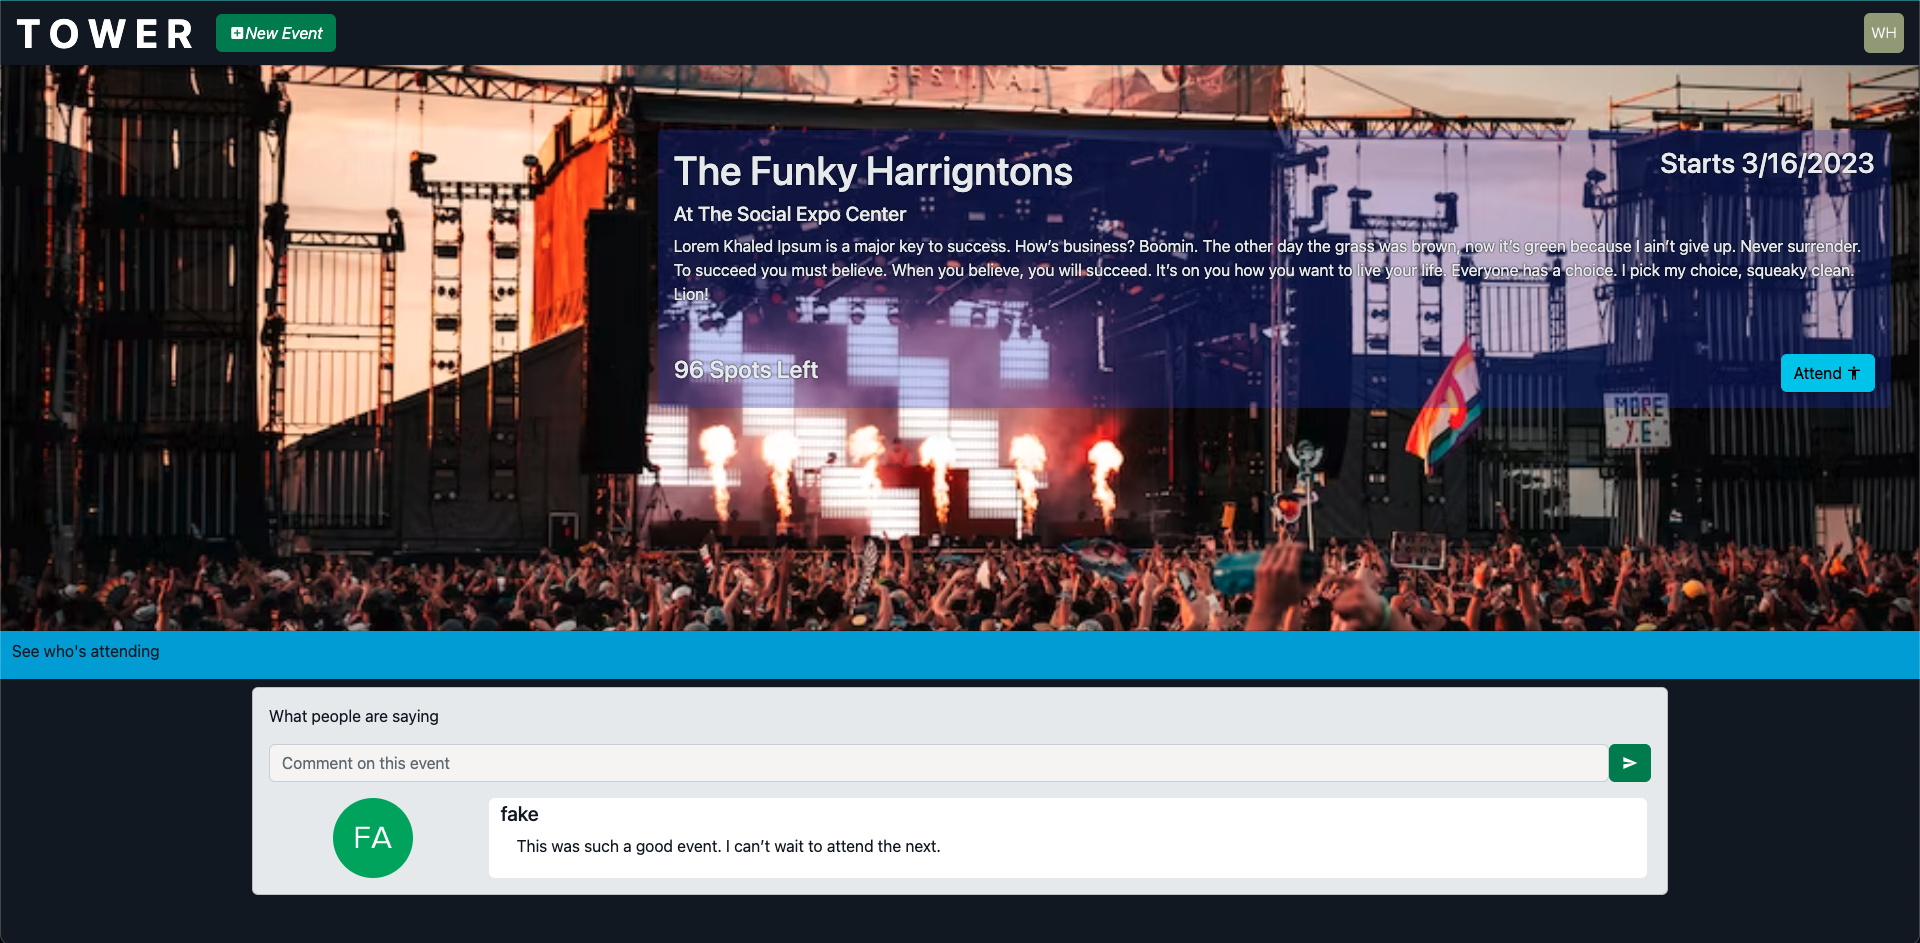 TOWER
New Event
WH
FESTIVAL
The Funky Harrigntons
Starts 3/16/2023
At The Social Expo Center
Lorem Khaled Ipsum is a major key to success. How's business? Boomin. The other day the grass was brown, now it's green because I ain't give up. Never surrender.
To succeed you must believe. When you believe, you will succeed. It's on you how you want to live your life. Everyone has a choice. I pick my choice, squeaky clean.
Lion!
96 Spots Left
Attend
MORE
Y.E
See who's attending
What people are saying
Comment on this event
FA
fake
This was such a good event. I can't wait to attend the next.